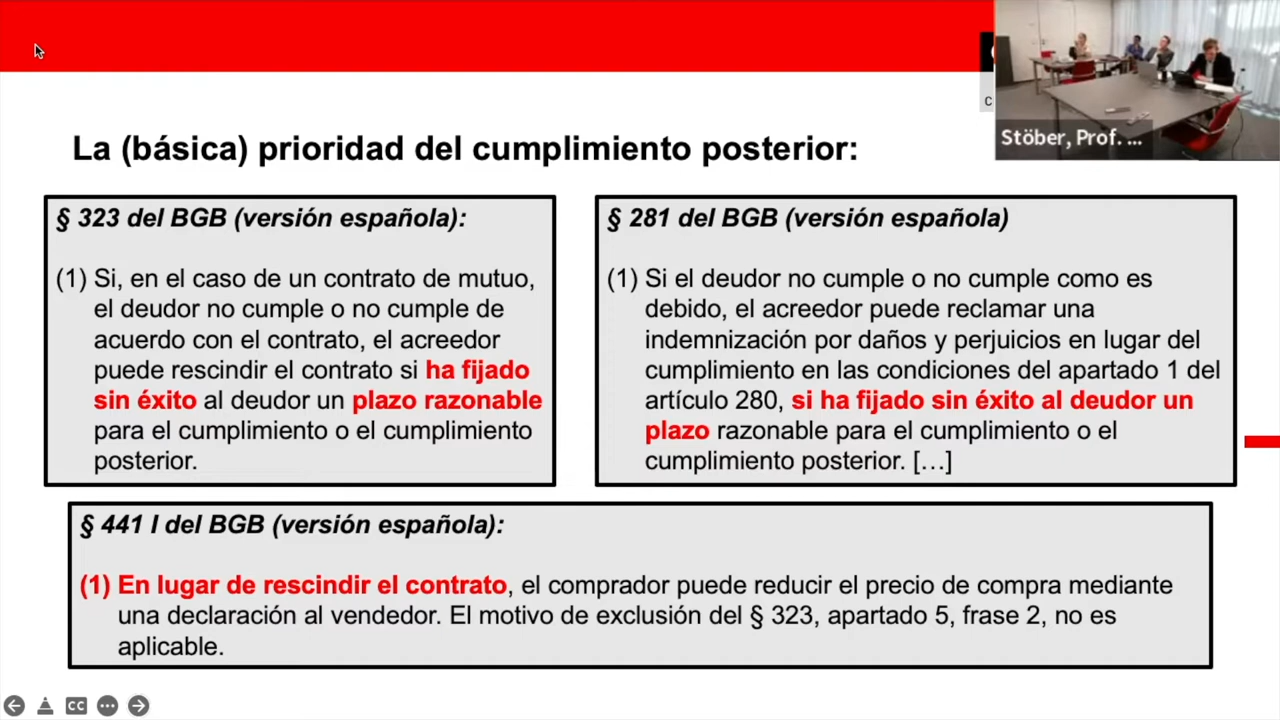 La (básica) prioridad del cumplimiento posterior:
Stöber, Prof. ...
C
§ 323 del BGB (versión española):
(1) Si, en el caso de un contrato de mutuo,
el deudor no cumple o no cumple de
acuerdo con el contrato, el acreedor
puede rescindir el contrato si ha fijado
sin éxito al deudor un plazo razonable
para el cumplimiento o el cumplimiento
posterior.
§ 281 del BGB (versión española)
(1) Si el deudor no cumple o no cumple como es
debido, el acreedor puede reclamar una
indemnización por daños y perjuicios en lugar del
cumplimiento en las condiciones del apartado 1 del
artículo 280, si ha fijado sin éxito al deudor un
plazo razonable para el cumplimiento o el
cumplimiento posterior. […]
§ 441 I del BGB (versión española):
(1) En lugar de rescindir el contrato, el comprador puede reducir el precio de compra mediante
una declaración al vendedor. El motivo de exclusión del § 323, apartado 5, frase 2, no es
aplicable.
CC